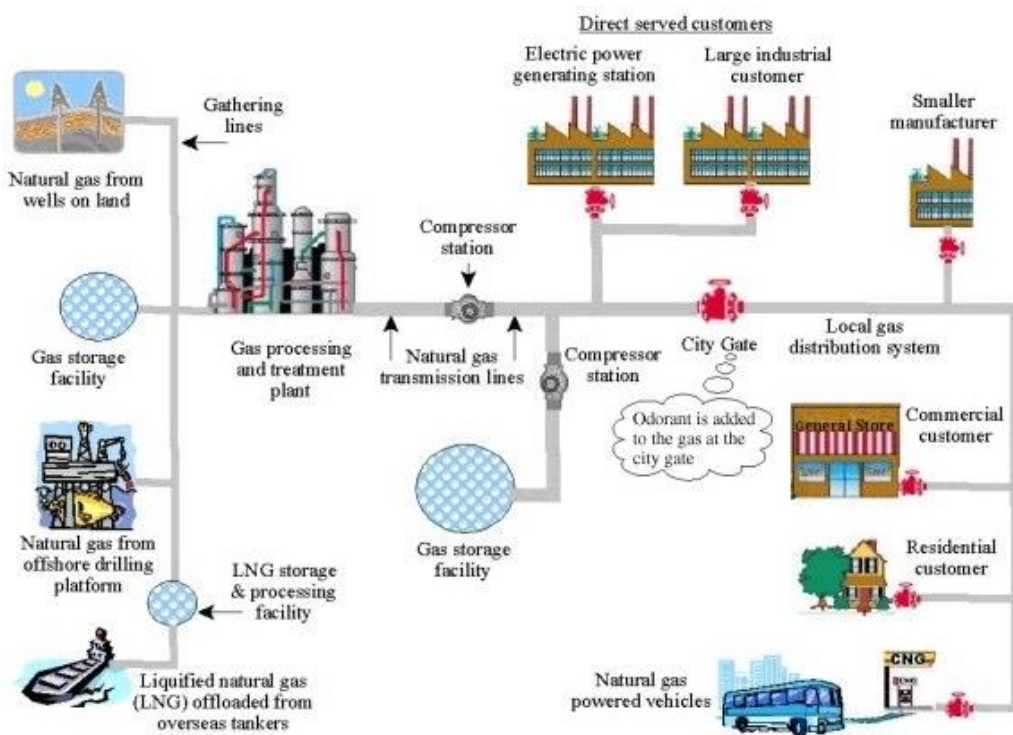 Direct served customers
Electric power
generating station
Large industrial
customer
Smaller
manufacturer
Gathering
lines
Natural gas from
wells on land
Compressor
station
Gas storage
facility
Gas processing
and treatment
plant
Natural gas
transmission lines
Compressor
station
City Gate
Local gas
distribution system
Odorant is added
to the gas at the
city gate
General Store
Sale
Sale
Commercial
customer
Natural gas from
offshore drilling
platform
Gas storage
facility
LNG storage
& processing
facility
Residential
customer
Liquified natural gas
(LNG) offloaded from
overseas tankers
Natural gas
powered vehicles
CNG